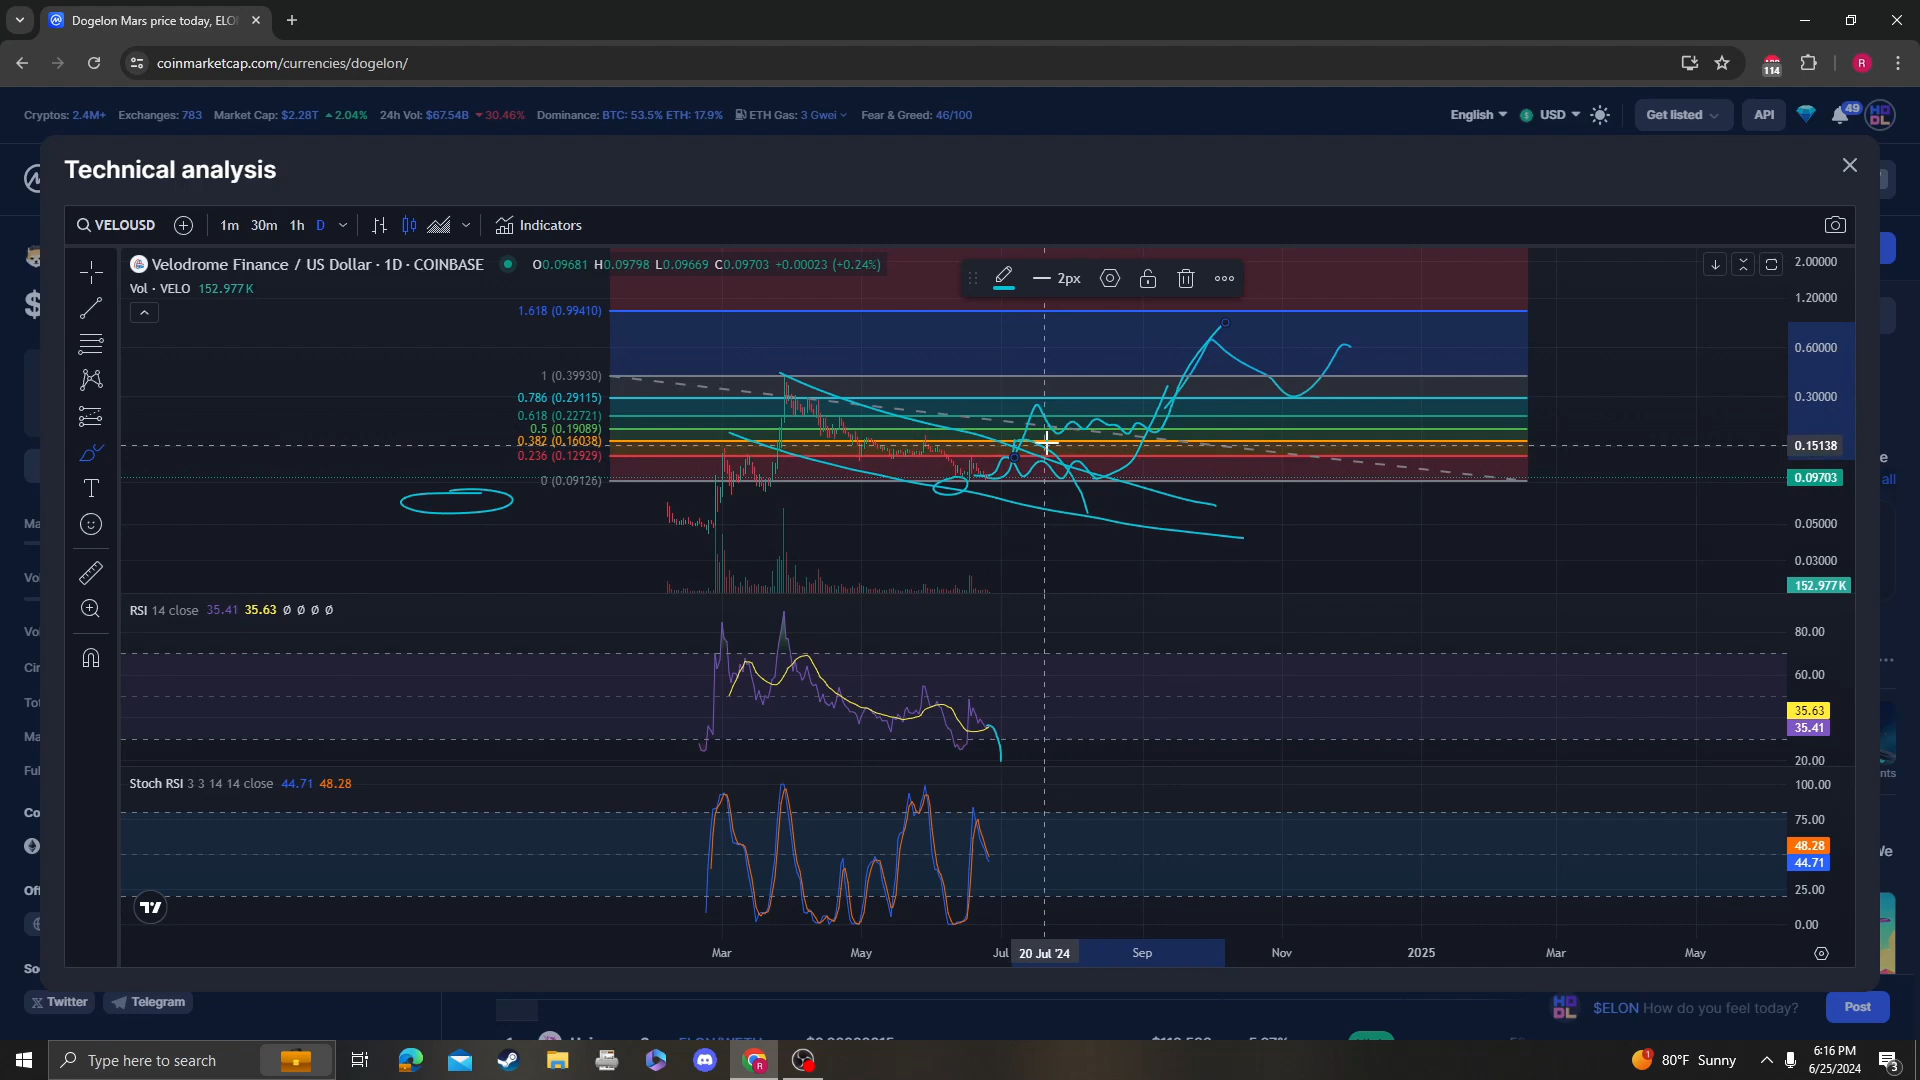 Dogelon Mars price today, ELO
coinmarketcap.com/currencies/dogelon/
114
R
Cryptos: 2.4M+ Exchanges: 783 Market Cap: $2.28T 2.04% 24h Vol: $67.54B 30.46% Dominance: BTC: 53.5% ETH: 17.9% ETH Gas: 3 Gwei Fear & Greed: 46/100
English USD Get listed API 49
Technical analysis
VELOUSD 1m 30m 1h D Indicators
Velodrome Finance / US Dollar · 1D · COINBASE O0.09681 H0.09798 L0.09669 C0.09703 +0.00023 (+0.24%)
Vol · VELO 152.977K
2px
2.00000
1.20000
0.60000
0.30000
0.15138
0.09703
0.05000
0.03000
152.977K
1.618 (0.99410)
1 (0.39930)
0.786 (0.29115)
0.618 (0.22721)
0.5 (0.19089)
0.382 (0.16038)
0.236 (0.12929)
0 (0.09126)
RSI 14 close 35.41 35.63 Ø Ø Ø Ø
80.00
60.00
35.63
35.41
20.00
Stoch RSI 3 3 14 14 close 44.71 48.28
100.00
75.00
48.28
44.71
25.00
0.00
Mar May Jul 20 Jul '24 Sep Nov 2025 Mar May
Twitter Telegram
$ELON How do you feel today? Post
Type here to search
80°F Sunny
6:16 PM
6/25/2024
3